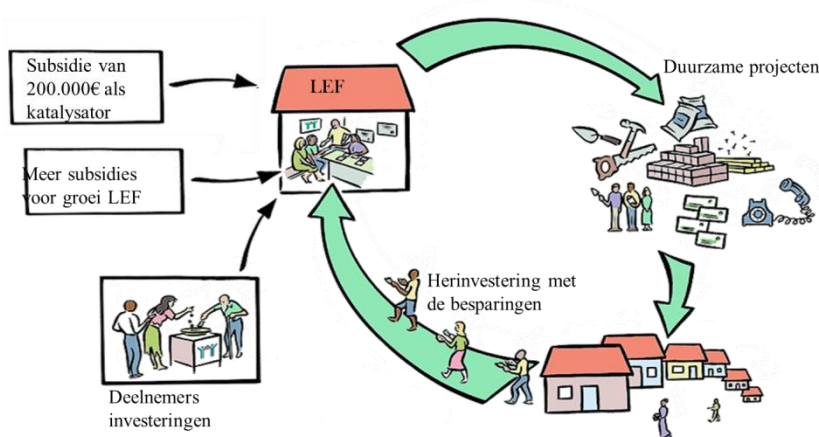 Subsidie van
200.000€ als
katalysator
LEF
Duurzame projecten
Meer subsidies
voor groei LEF
Herinvestering met
de besparingen
Deelnemers
investeringen